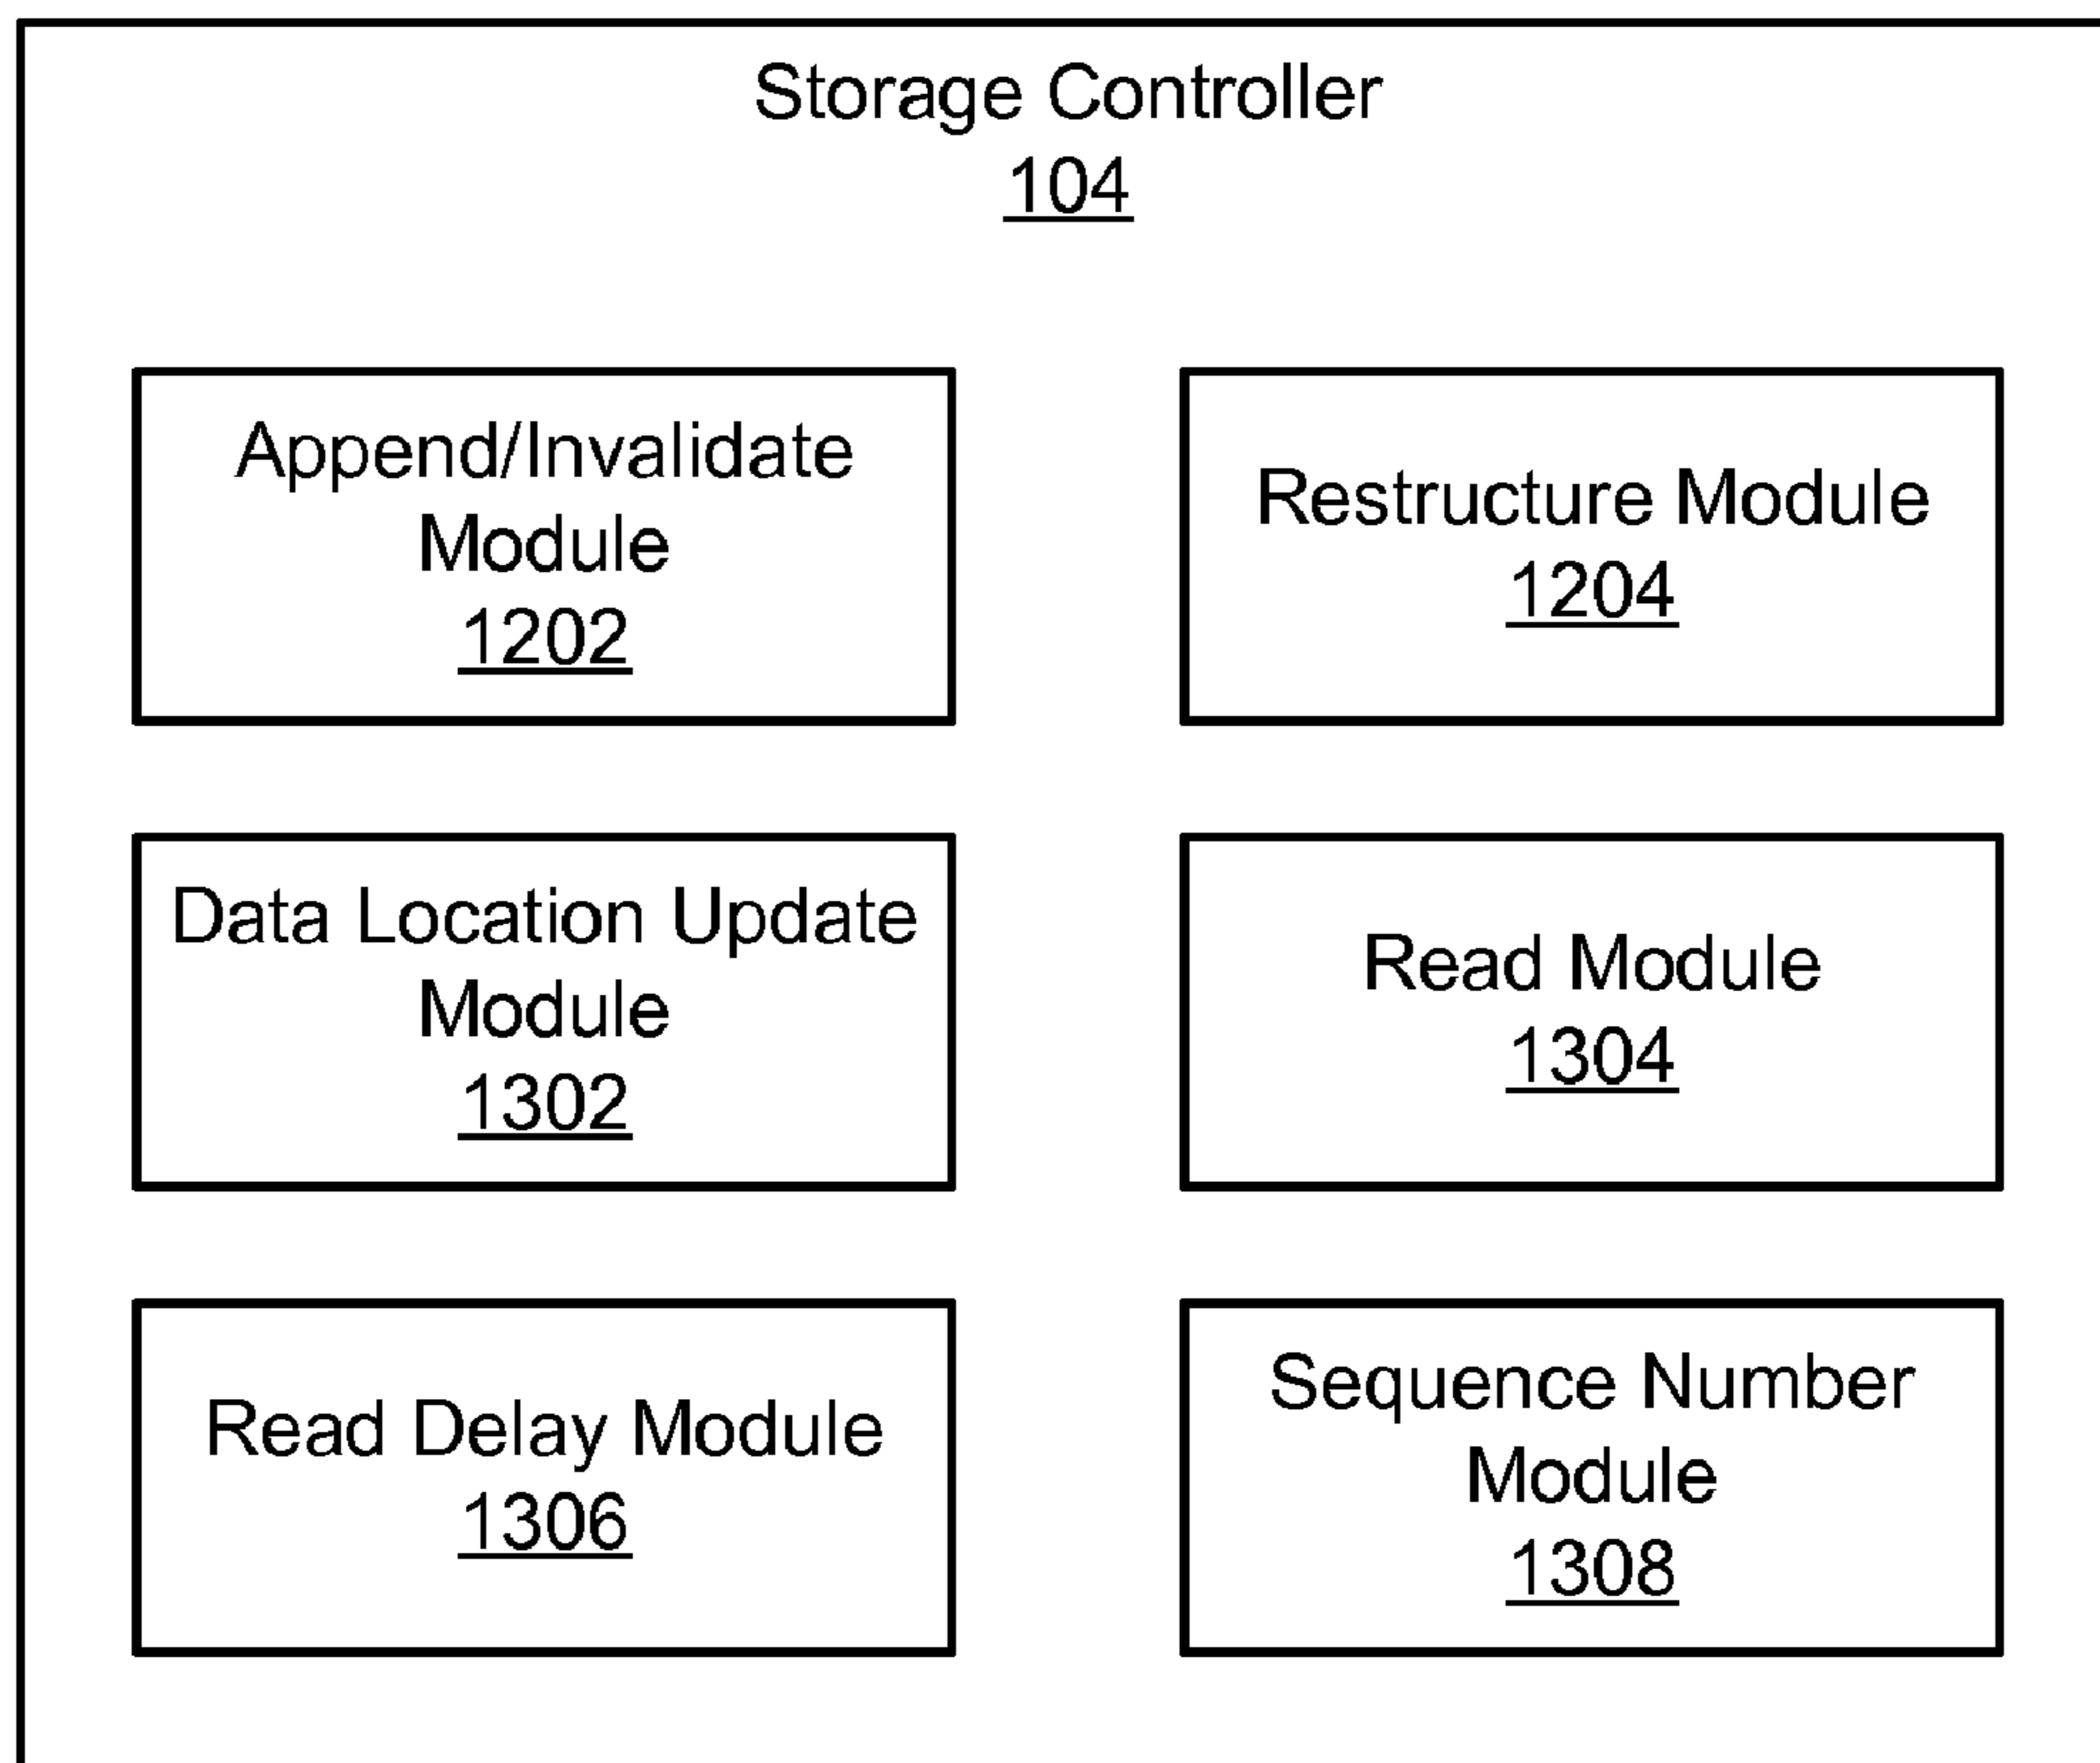 Storage Controller
104
Append/Invalidate
Module
1202
Restructure Module
1204
Data Location Update
Module
1302
Read Module
1304
Read Delay Module
1306
Sequence Number
Module
1308